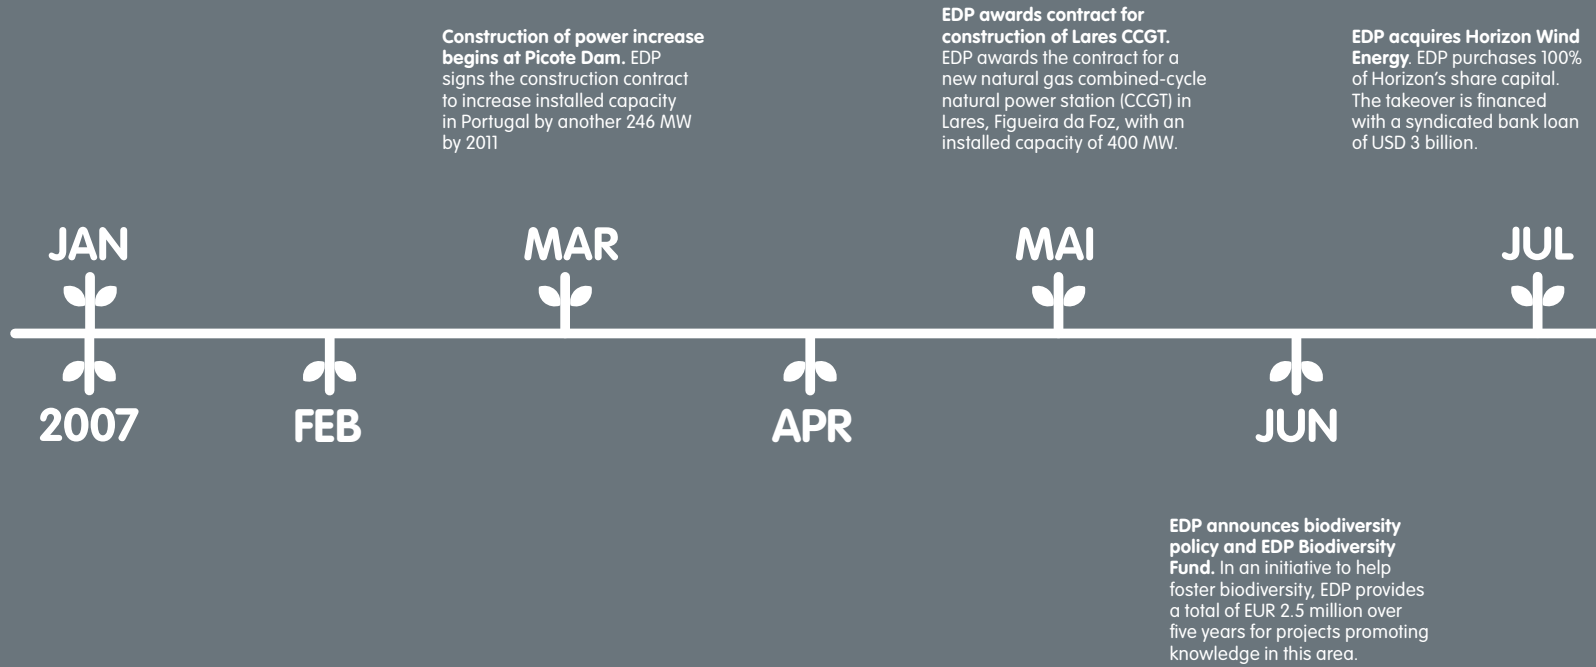 Construction of power increase
begins at Picote Dam. EDP
signs the construction contract
to increase installed capacity
in Portugal by another 246 MW
by 2011
EDP awards contract for
construction of Lares CCGT.
EDP awards the contract for a
new natural gas combined-cycle
natural power station (CCGT) in
Lares, Figueira da Foz, with an
installed capacity of 400 MW.
EDP acquires Horizon Wind
Energy. EDP purchases 100%
of Horizon's share capital.
The takeover is financed
with a syndicated bank loan
of USD 3 billion.
JAN
MAR
MAI
JUL
2007
FEB
APR
JUN
EDP announces biodiversity
policy and EDP Biodiversity
Fund. In an initiative to help
foster biodiversity, EDP provides
a total of EUR 2.5 million over
five years for projects promoting
knowledge in this area.